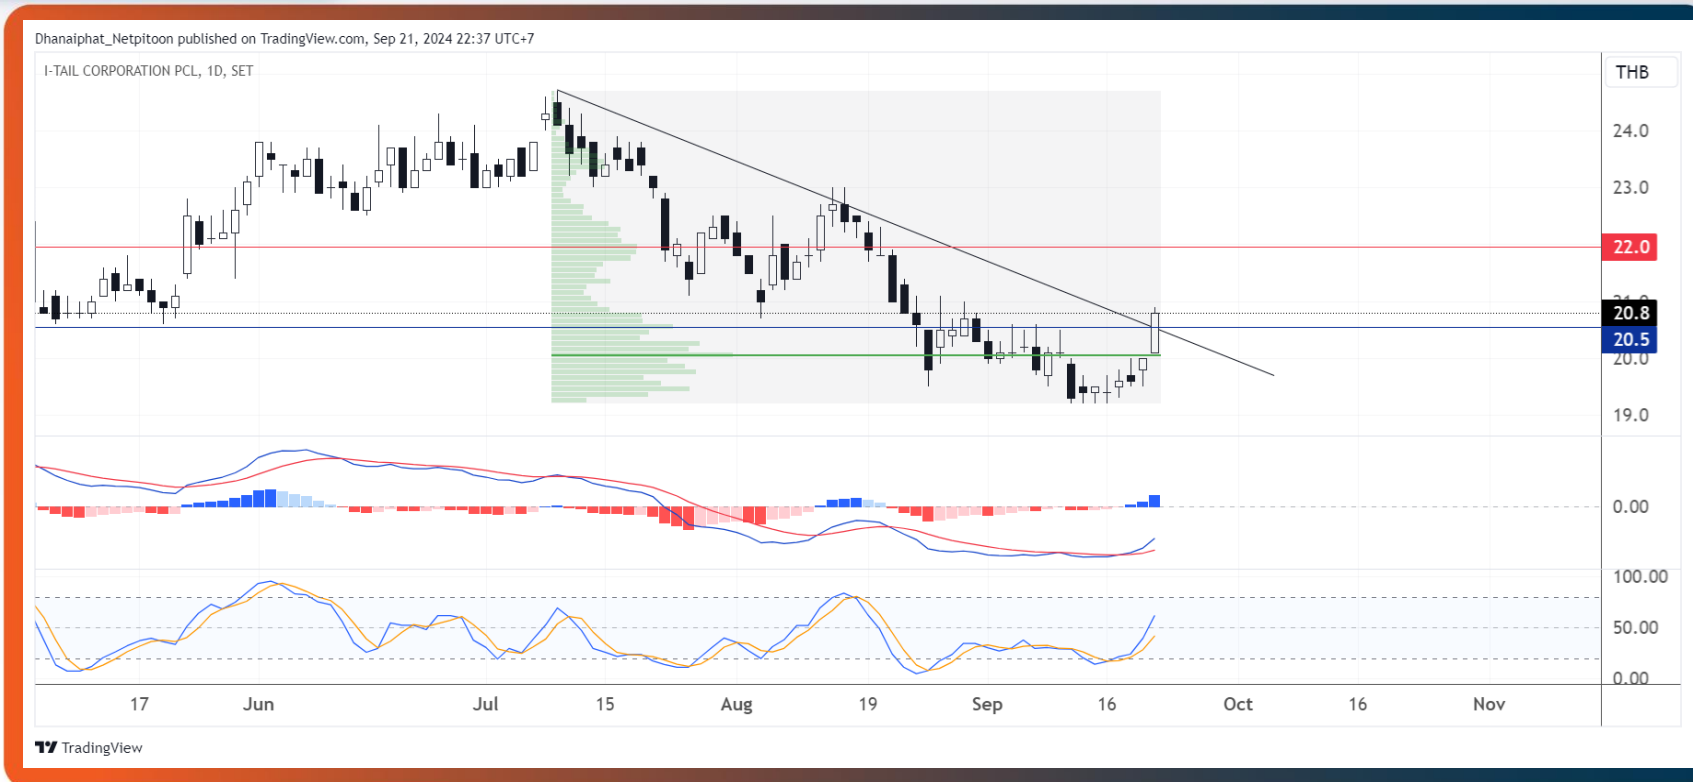 Dhanaiphat_Netpitoon published on TradingView.com, Sep 21, 2024 22:37 UTC+7
I-TAIL CORPORATION PCL, 1D, SET
THB
24.0
23.0
22.0
21.0
20.8
20.5
20.0
19.0
0.00
100.00
50.00
0.00
17 Jun Jul 15 Aug 19 Sep 16 Oct 16 Nov
TradingView